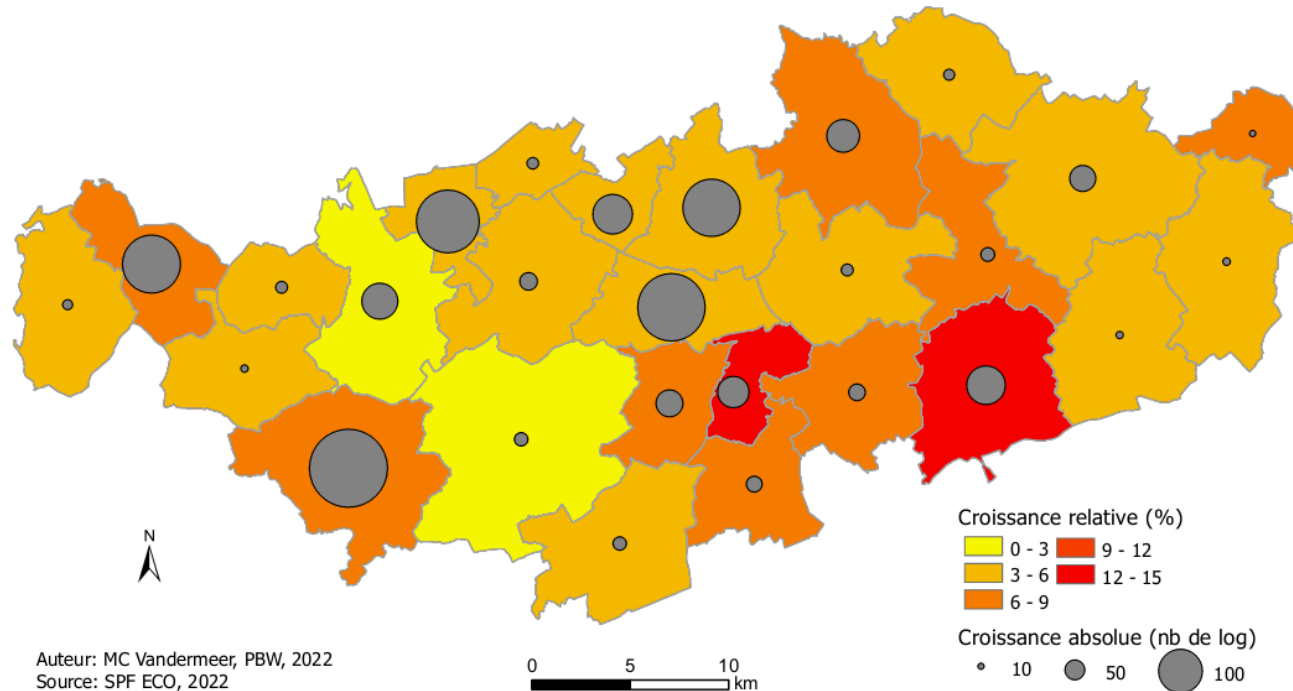 Croissance relative (%)
0 - 3 9 - 12
3 - 6 12 - 15
6 - 9
Croissance absolue (nb de log)
10 50 100
N
Auteur: MC Vandermeer, PBW, 2022
Source: SPF ECO, 2022
0 5 10
km